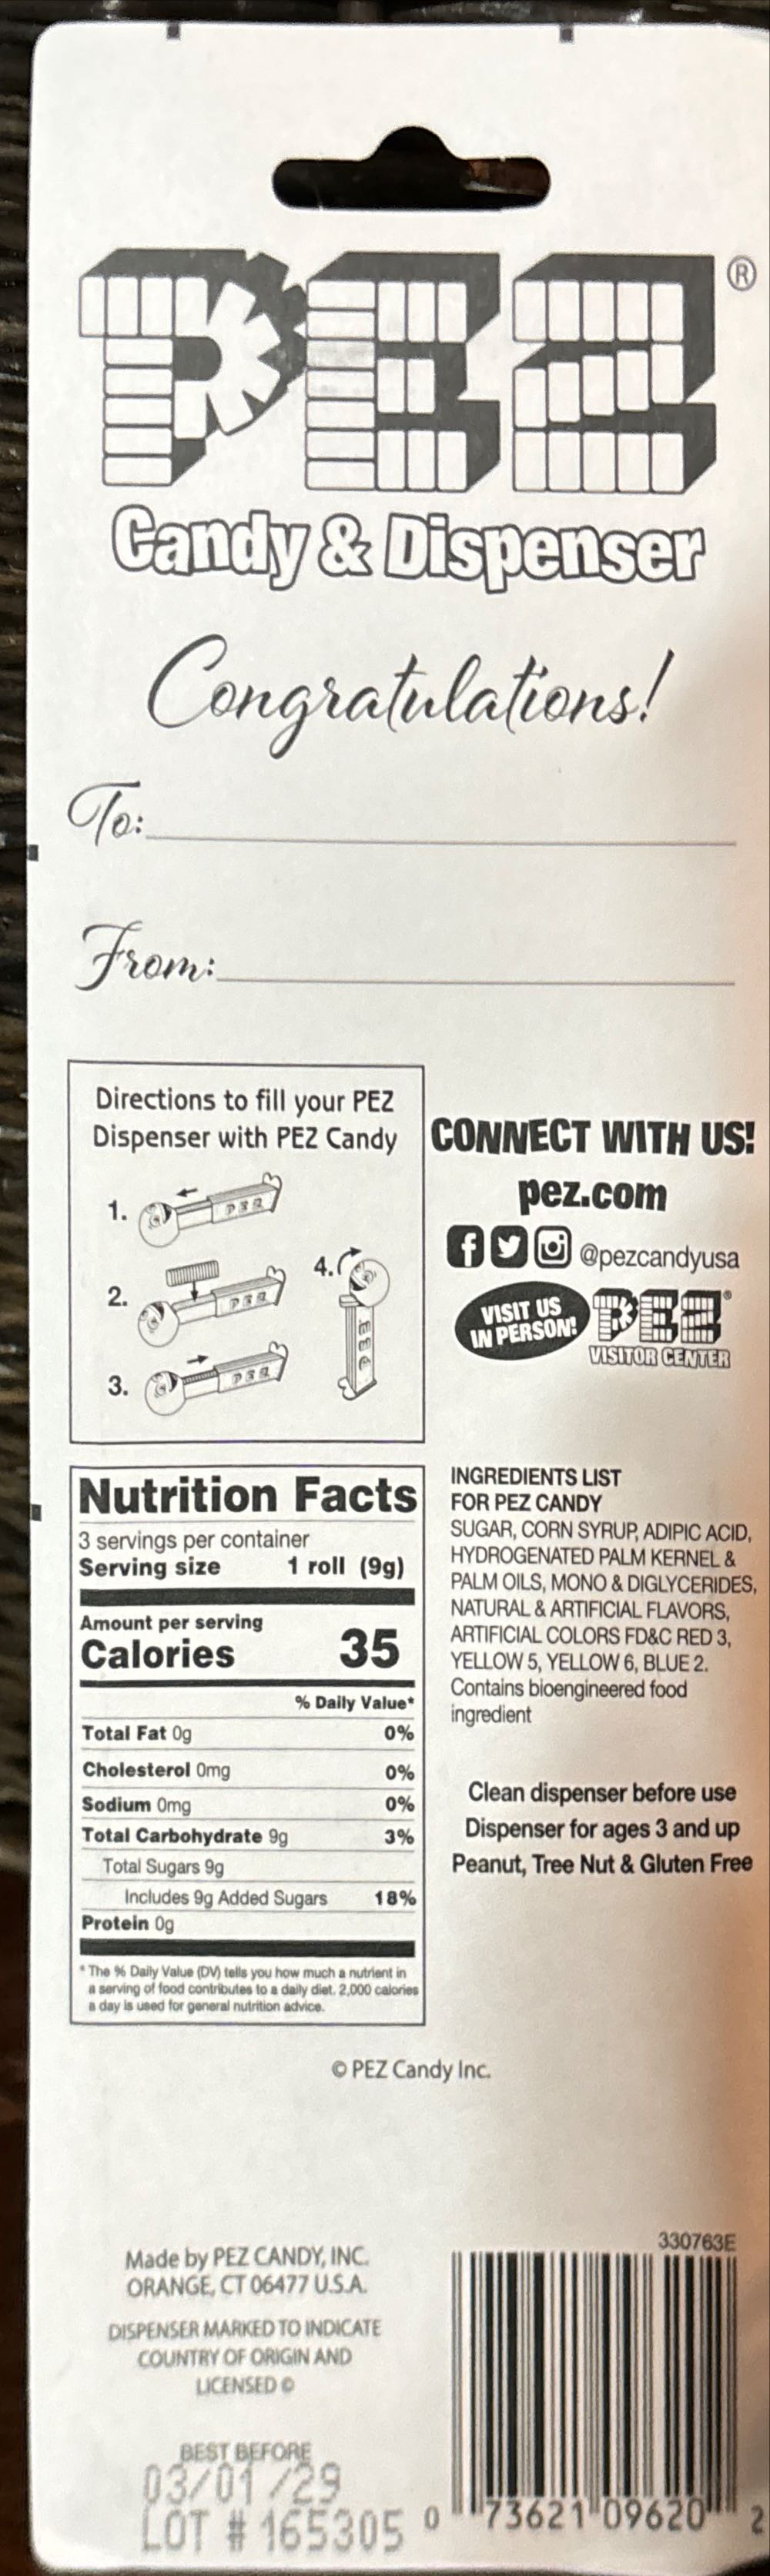 PEZ®
Candy & Dispenser
Congratulations!
To:
From:
Directions to fill your PEZ
Dispenser with PEZ Candy
1. PEZ
2. PEZ
3. PEZ
4. PEZ
CONNECT WITH US!
pez.com
@pezcandyusa
VISIT US
IN PERSON!
PEZ®
VISITOR CENTER
Nutrition Facts
3 servings per container
Serving size 1 roll (9g)
Amount per serving
Calories 35
% Daily Value*
Total Fat 0g 0%
Cholesterol 0mg 0%
Sodium 0mg 0%
Total Carbohydrate 9g 3%
Total Sugars 9g
Includes 9g Added Sugars 18%
Protein 0g
* The % Daily Value (DV) tells you how much a nutrient in
a serving of food contributes to a daily diet. 2,000 calories
a day is used for general nutrition advice.
INGREDIENTS LIST
FOR PEZ CANDY
SUGAR, CORN SYRUP, ADIPIC ACID,
HYDROGENATED PALM KERNEL &
PALM OILS, MONO & DIGLYCERIDES,
NATURAL & ARTIFICIAL FLAVORS,
ARTIFICIAL COLORS FD&C RED 3,
YELLOW 5, YELLOW 6, BLUE 2.
Contains bioengineered food
ingredient
Clean dispenser before use
Dispenser for ages 3 and up
Peanut, Tree Nut & Gluten Free
© PEZ Candy Inc.
Made by PEZ CANDY, INC.
ORANGE, CT 06477 U.S.A.
DISPENSER MARKED TO INDICATE
COUNTRY OF ORIGIN AND
LICENSED ©
BEST BEFORE
03/01/29
LOT # 165305
330763E
0 73621 09620 2